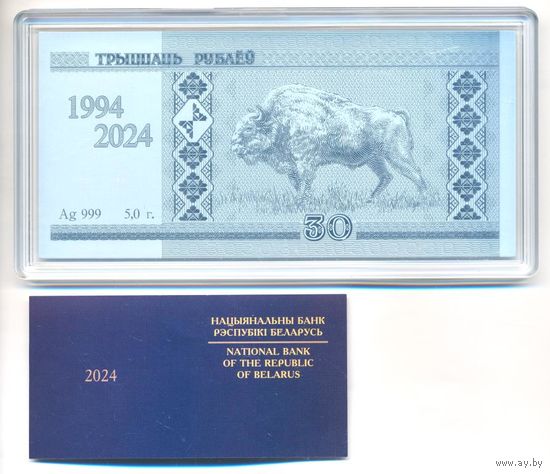 ТРЫЦЦАЦЬ РУБЛЁЎ
1994
2024
Ag 999 5,0 г.
30
НАЦЫЯНАЛЬНЫ БАНК
РЭСПУБЛІКІ БЕЛАРУСЬ
NATIONAL BANK
OF THE REPUBLIC
OF BELARUS
2024
www.ay.by